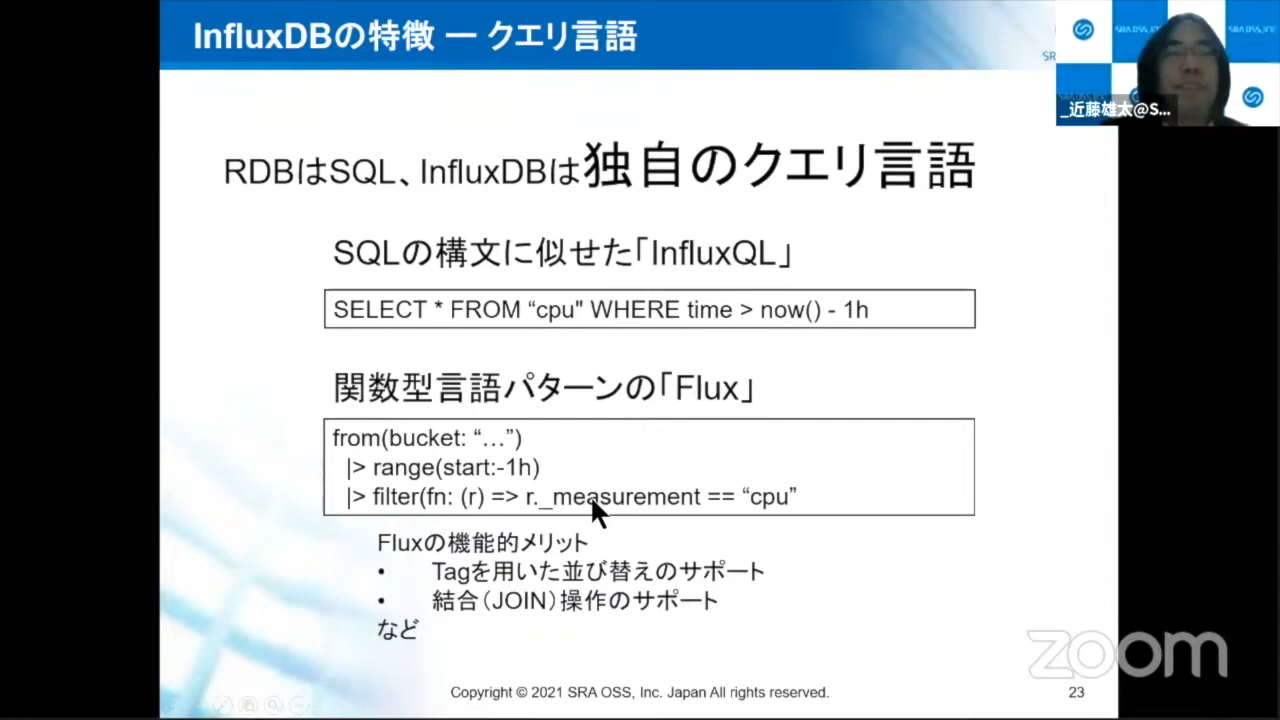 InfluxDBの特徴 ー クエリ言語
SRA OSS, INC
SRA OSS, INC
_近藤雄太@S...
RDBはSQL、InfluxDBは独自のクエリ言語
SQLの構文に似せた「InfluxQL」
SELECT * FROM “cpu" WHERE time > now() - 1h
関数型言語パターンの「Flux」
from(bucket: “…”)
|> range(start:-1h)
|> filter(fn: (r) => r._measurement == “cpu”
Fluxの機能的メリット
• Tagを用いた並び替えのサポート
• 結合（JOIN）操作のサポート
など
zoom
Copyright © 2021 SRA OSS, Inc. Japan All rights reserved.
23